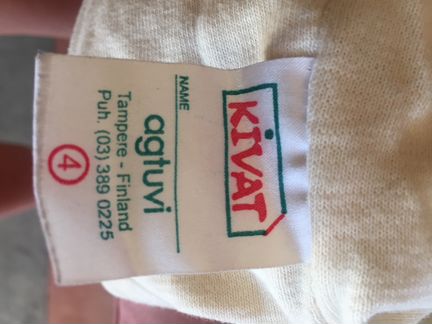 KIVAT
NAME
agtuvi
Tampere - Finland
Puh. (03) 389 0225
4